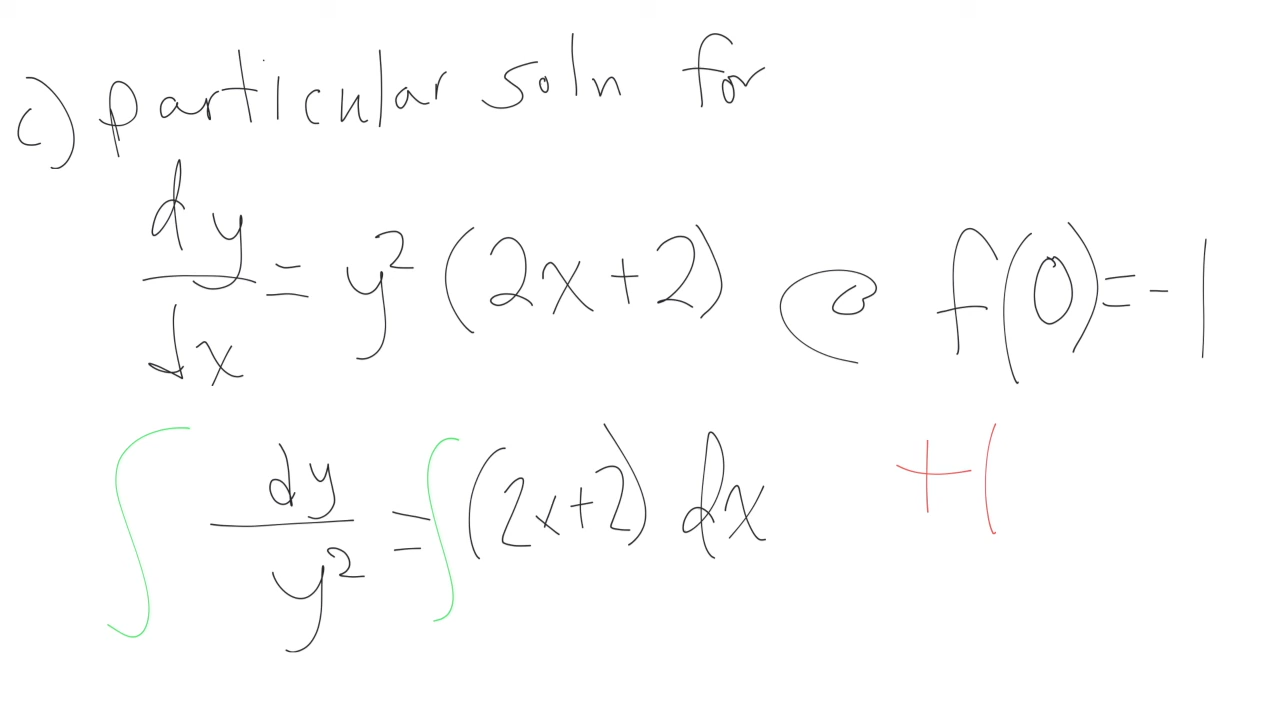 c) particular soln for
dy/dx = y² (2x+2) @ f(0)=-1
∫ dy/y² = ∫ (2x+2) dx +(